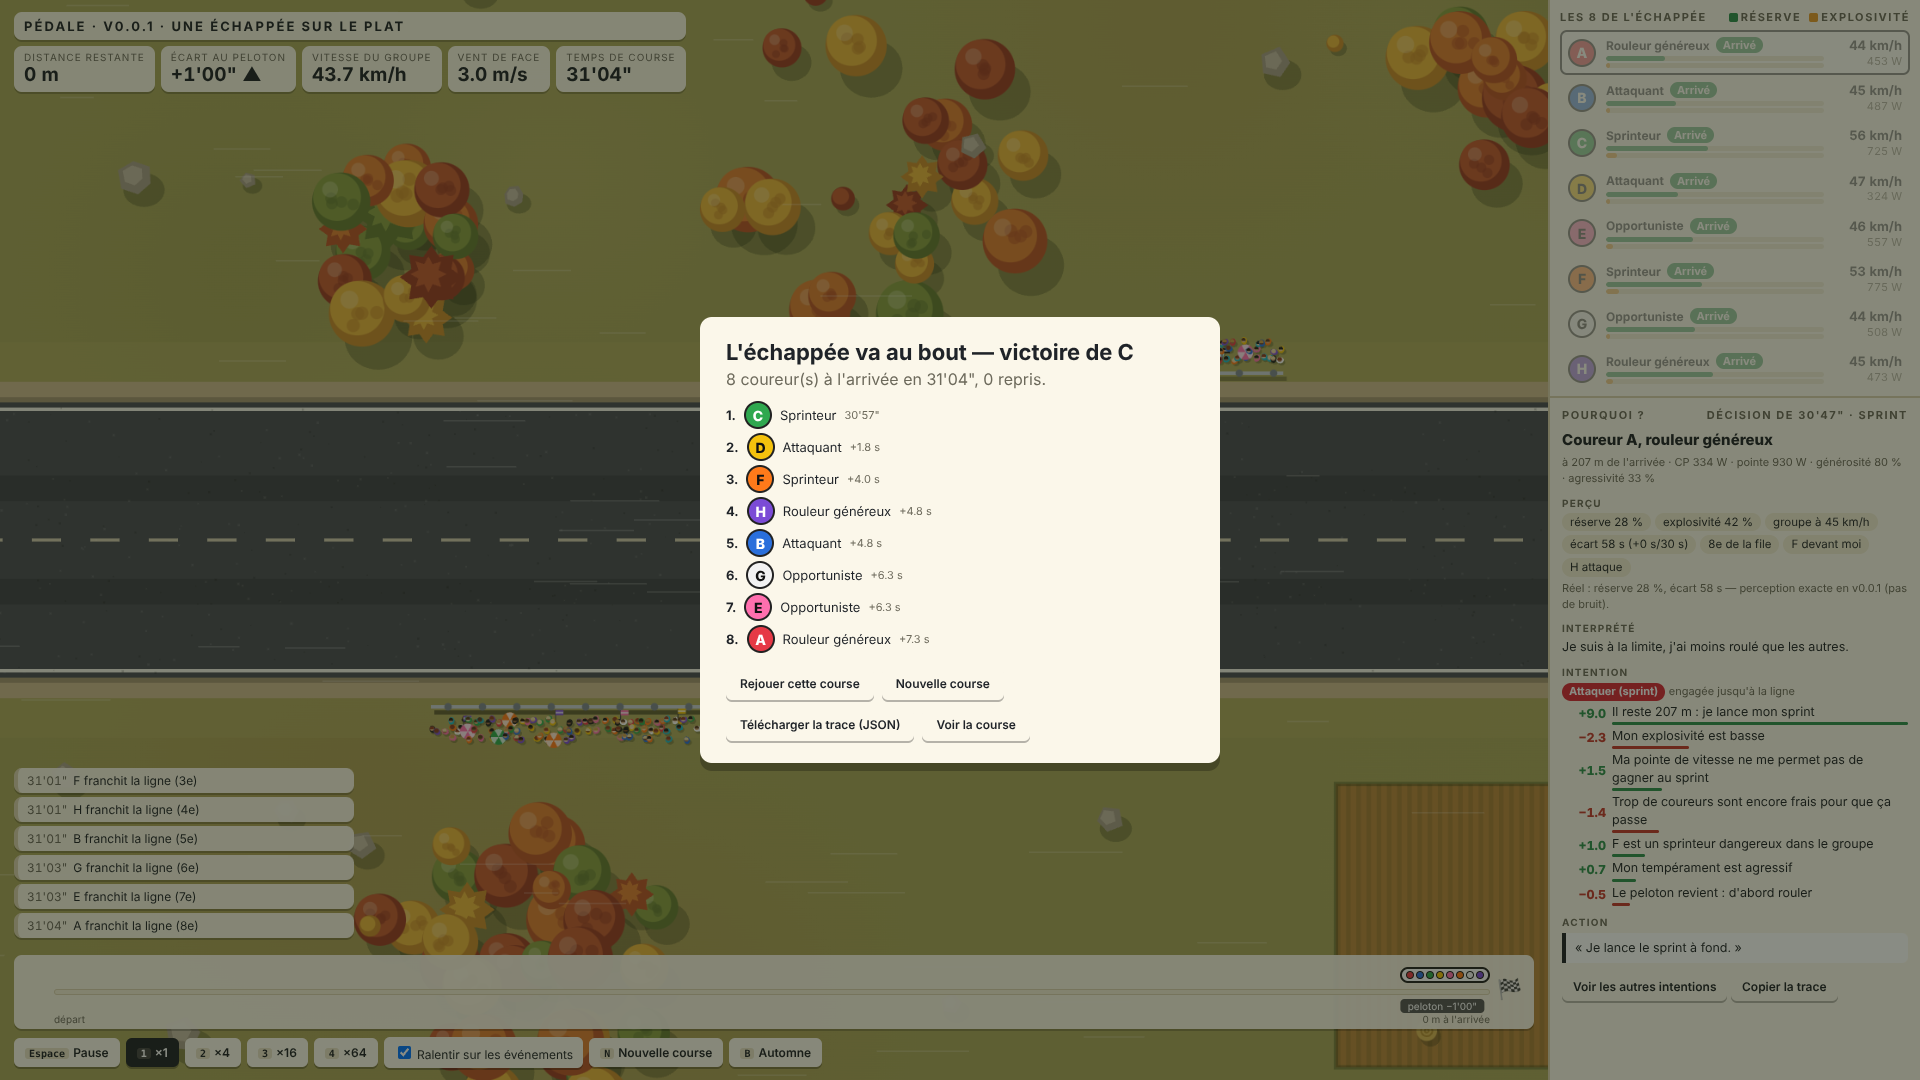 PÉDALE · V0.0.1 · UNE ÉCHAPPÉE SUR LE PLAT
DISTANCE RESTANTE
0 m
ÉCART AU PELOTON
+1'00" ▲
VITESSE DU GROUPE
43.7 km/h
VENT DE FACE
3.0 m/s
TEMPS DE COURSE
31'04"
LES 8 DE L'ÉCHAPPÉE RÉSERVE EXPLOSIVITÉ
A Rouleur généreux Arrivé 44 km/h
453 W
B Attaquant Arrivé 45 km/h
487 W
C Sprinteur Arrivé 56 km/h
725 W
D Attaquant Arrivé 47 km/h
324 W
E Opportuniste Arrivé 46 km/h
557 W
F Sprinteur Arrivé 53 km/h
775 W
G Opportuniste Arrivé 44 km/h
508 W
H Rouleur généreux Arrivé 45 km/h
473 W
L'échappée va au bout — victoire de C
8 coureur(s) à l'arrivée en 31'04", 0 repris.
1. C Sprinteur 30'57"
2. D Attaquant +1.8 s
3. F Sprinteur +4.0 s
4. H Rouleur généreux +4.8 s
5. B Attaquant +4.8 s
6. G Opportuniste +6.3 s
7. E Opportuniste +6.3 s
8. A Rouleur généreux +7.3 s
Rejouer cette course Nouvelle course
Télécharger la trace (JSON) Voir la course
POURQUOI ? DÉCISION DE 30'47" · SPRINT
Coureur A, rouleur généreux
à 207 m de l'arrivée · CP 334 W · pointe 930 W · générosité 80 %
· agressivité 33 %
PERÇU
réserve 28 % explosivité 42 % groupe à 45 km/h
écart 58 s (+0 s/30 s) 8e de la file F devant moi
H attaque
Réel : réserve 28 %, écart 58 s — perception exacte en v0.0.1 (pas
de bruit).
INTERPRÉTÉ
Je suis à la limite, j'ai moins roulé que les autres.
INTENTION
Attaquer (sprint) engagée jusqu'à la ligne
+9.0 Il reste 207 m : je lance mon sprint
−2.3 Mon explosivité est basse
+1.5 Ma pointe de vitesse ne me permet pas de
gagner au sprint
−1.4 Trop de coureurs sont encore frais pour que ça
passe
+1.0 F est un sprinteur dangereux dans le groupe
+0.7 Mon tempérament est agressif
−0.5 Le peloton revient : d'abord rouler
ACTION
« Je lance le sprint à fond. »
Voir les autres intentions Copier la trace
31'01" F franchit la ligne (3e)
31'01" H franchit la ligne (4e)
31'01" B franchit la ligne (5e)
31'03" G franchit la ligne (6e)
31'03" E franchit la ligne (7e)
31'04" A franchit la ligne (8e)
peloton −1'00"
départ 0 m à l'arrivée
Espace Pause 1 ×1 2 ×4 3 ×16 4 ×64 Ralentir sur les événements N Nouvelle course B Automne